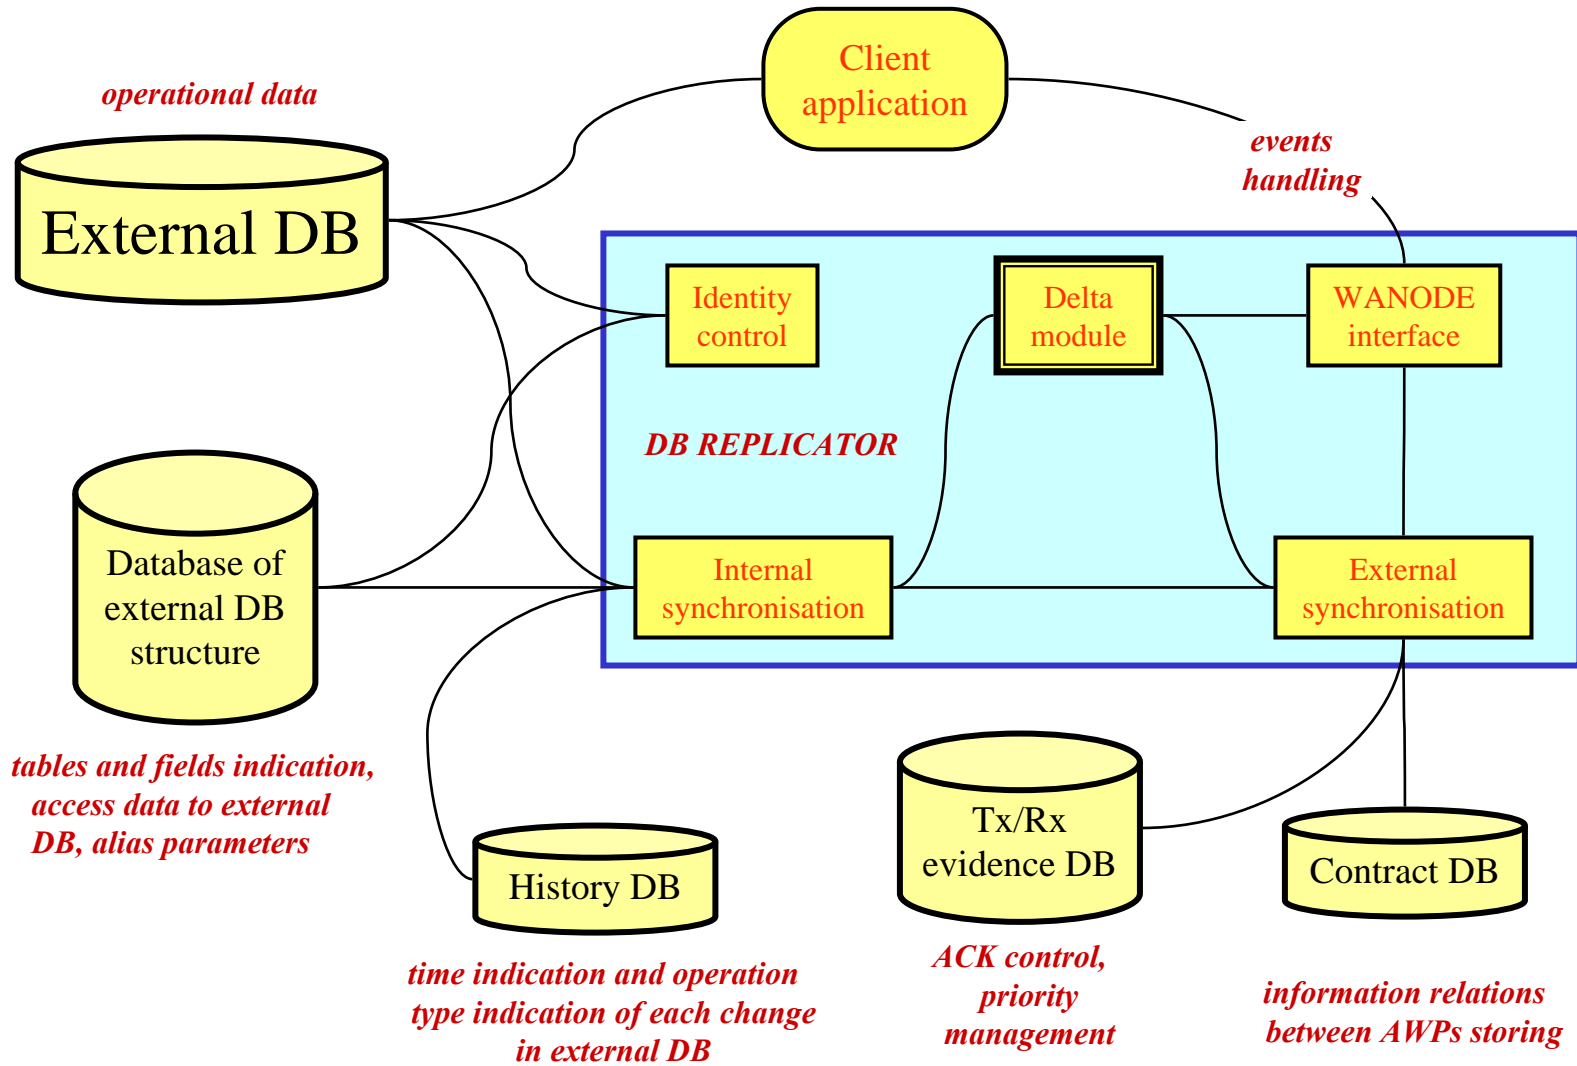 Client
application
operational data
events
handling
External DB
Identity
control
Delta
module
WANODE
interface
DB REPLICATOR
Database of
external DB
structure
Internal
synchronisation
External
synchronisation
tables and fields indication,
access data to external
DB, alias parameters
History DB
Tx/Rx
evidence DB
Contract DB
time indication and operation
type indication of each change
in external DB
ACK control,
priority
management
information relations
between AWPs storing